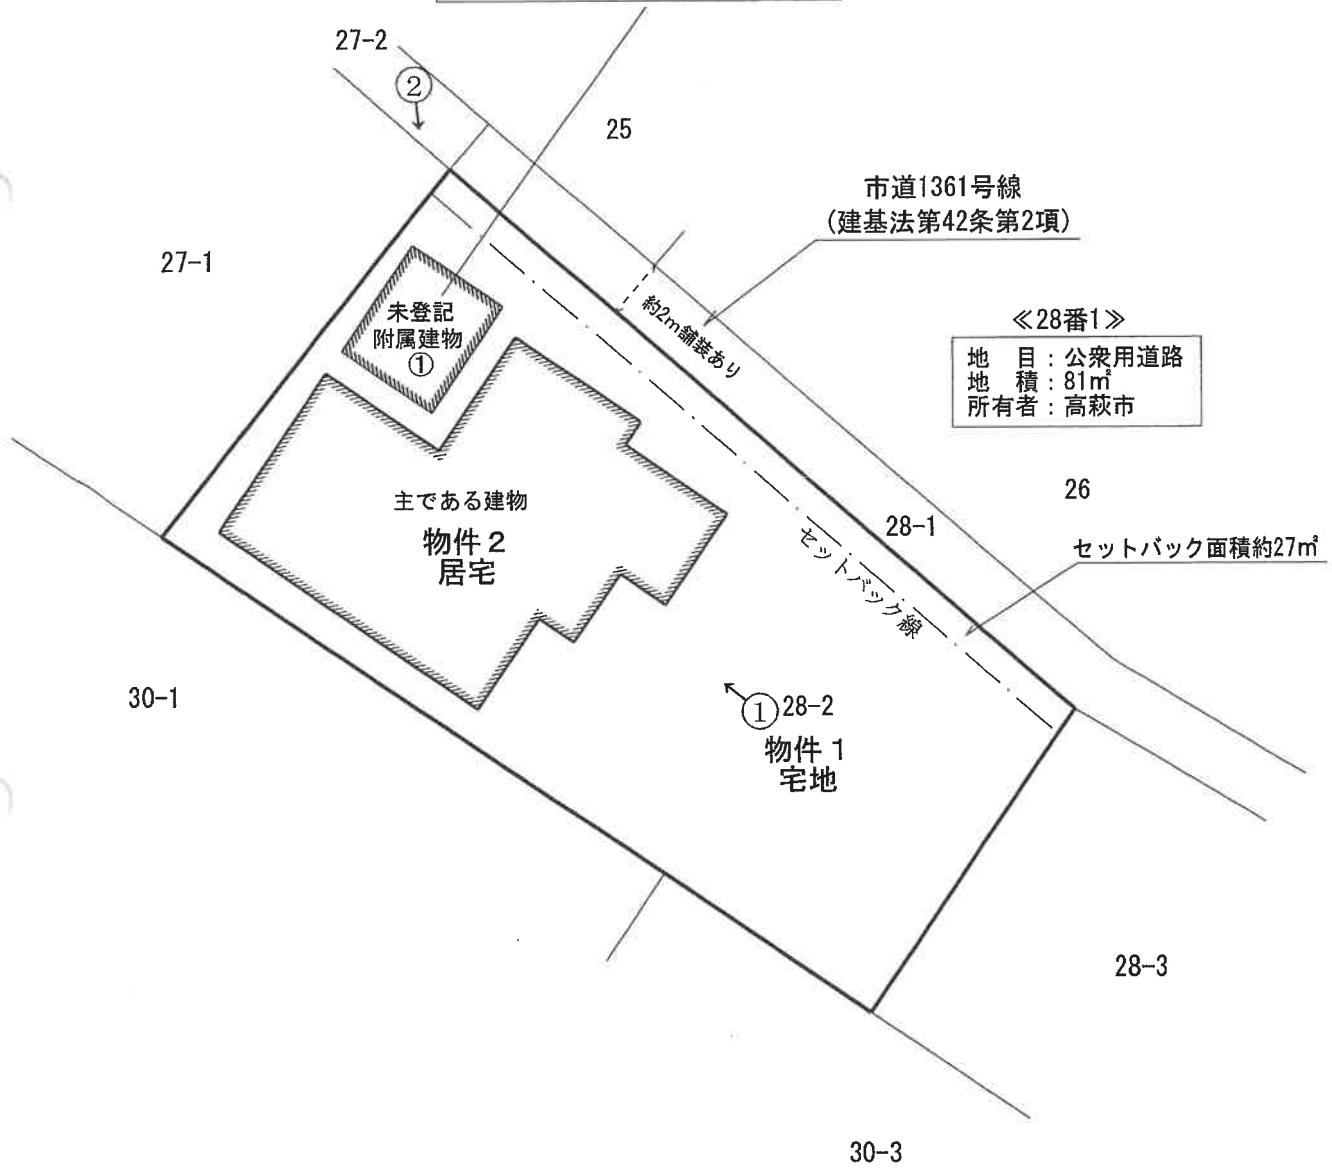 27-2
②
25
市道1361号線
(建基法第42条第2項)
27-1
未登記
附属建物
①
約2m舗装あり
≪28番1≫
地　目：公衆用道路
地　積：81㎡
所有者：高萩市
主である建物
物件２
居宅
26
28-1
セットバック線
セットバック面積約27㎡
30-1
① 28-2
物件１
宅地
28-3
30-3